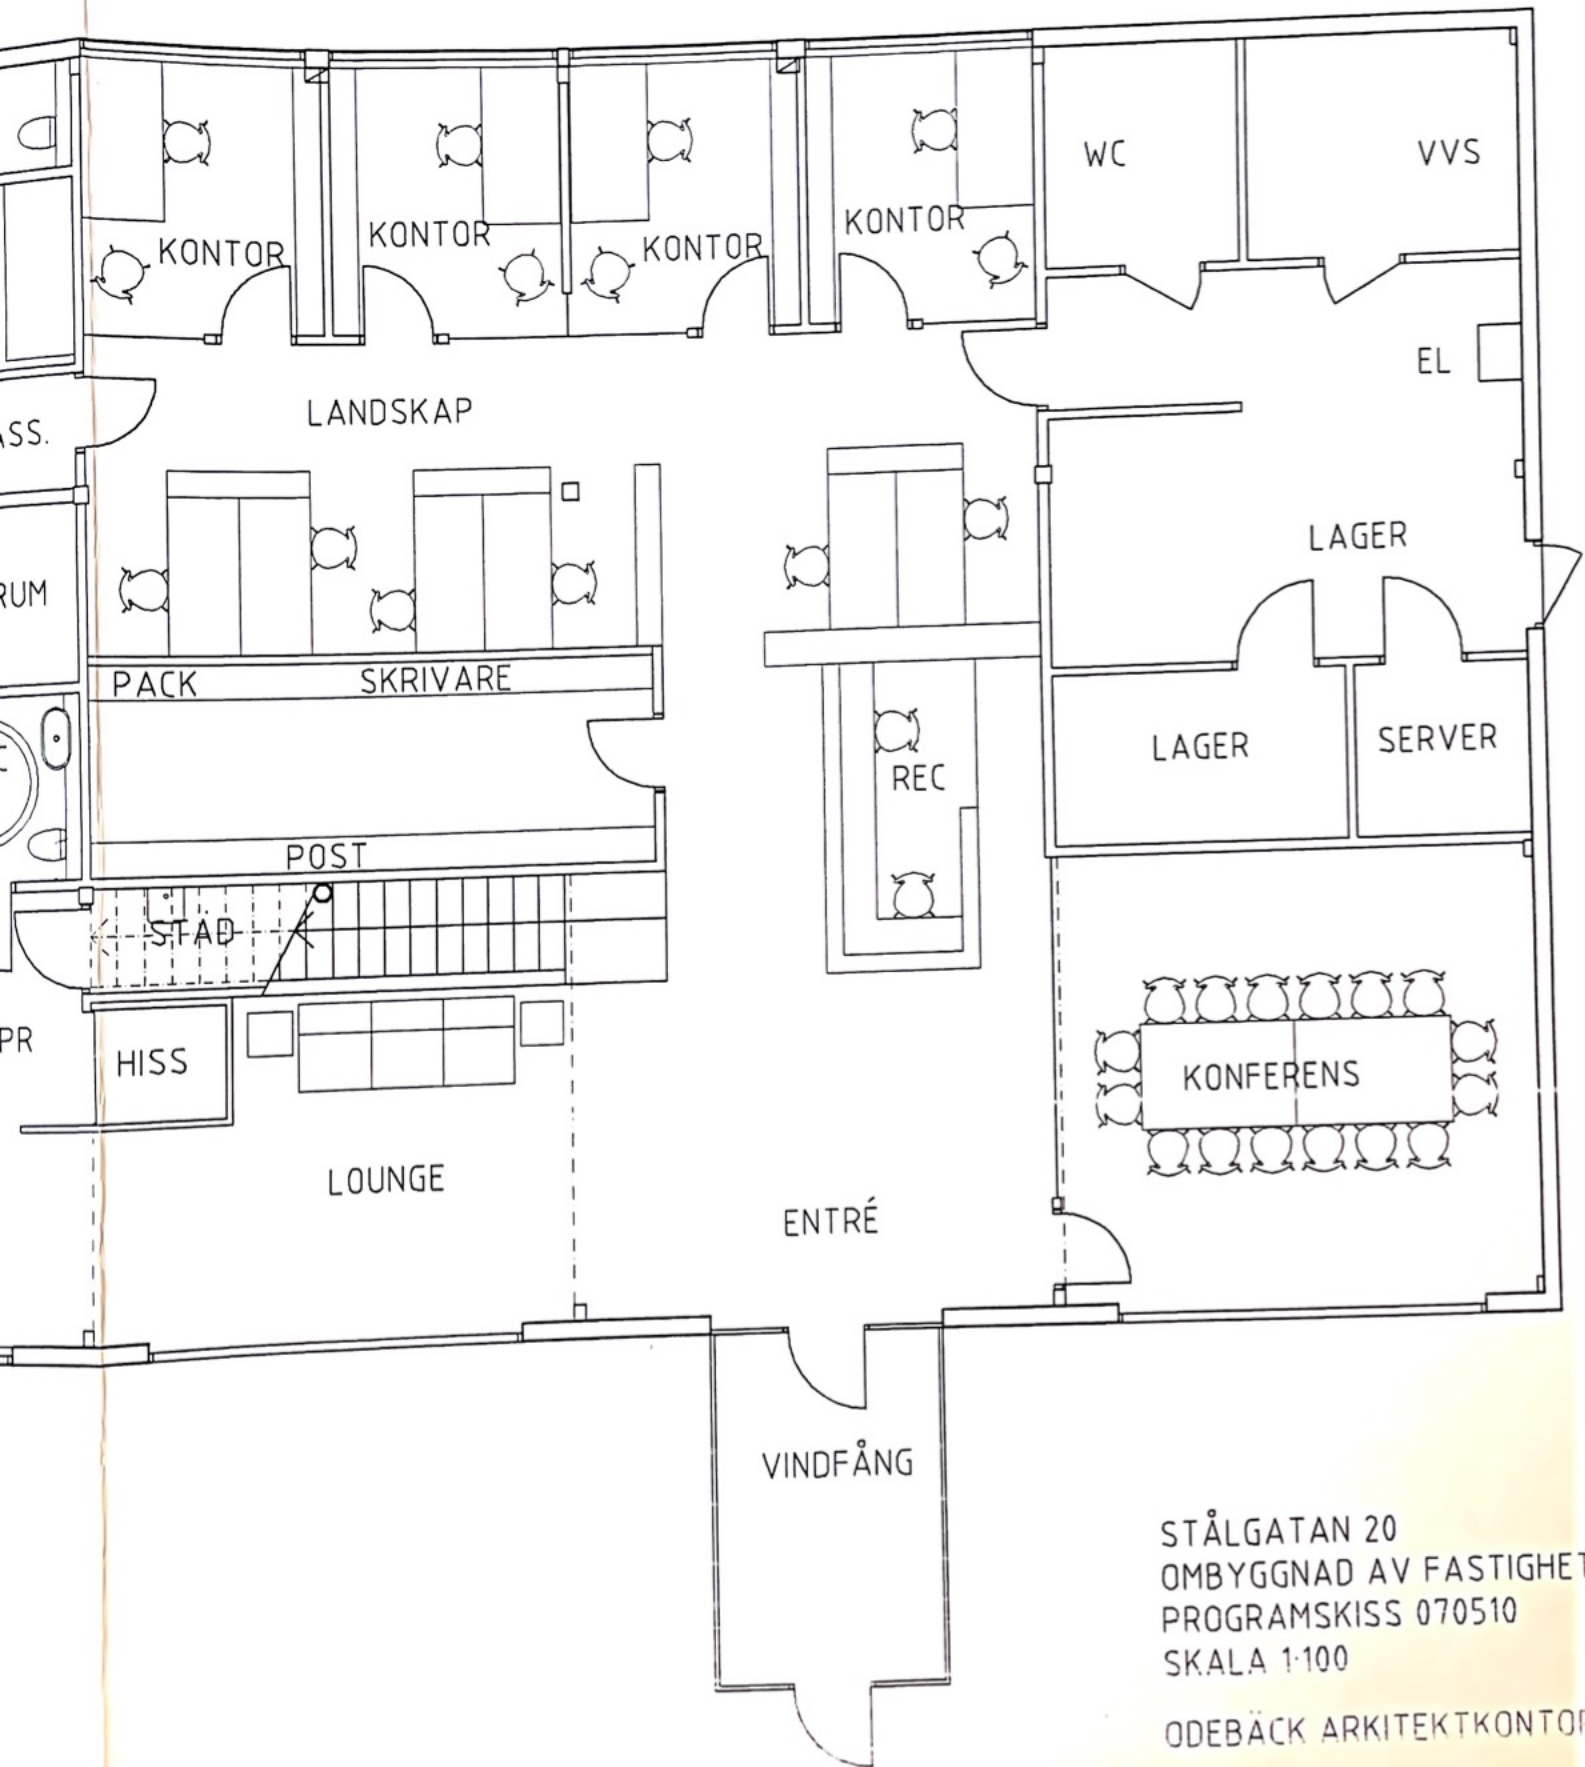 WC
VVS
KONTOR
KONTOR
KONTOR
KONTOR
EL
LANDSKAP
ASS.
LAGER
RUM
PACK
SKRIVARE
LAGER
SERVER
REC
POST
STÄD
PR
HISS
KONFERENS
LOUNGE
ENTRÉ
VINDFÅNG
STÅLGATAN 20
OMBYGGNAD AV FASTIGHET
PROGRAMSKISS 070510
SKALA 1:100
ODEBÄCK ARKITEKTKONTOR